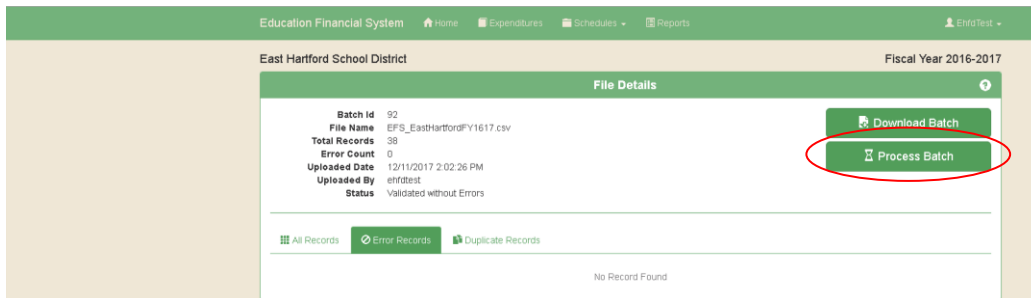 Education Financial System Home Expenditures Schedules Reports EhfdTest
East Hartford School District Fiscal Year 2016-2017
File Details
Batch Id 92
File Name EFS_EastHartfordFY1617.csv
Total Records 38
Error Count 0
Uploaded Date 12/11/2017 2:02:26 PM
Uploaded By ehfdtest
Status Validated without Errors
Download Batch
Process Batch
All Records Error Records Duplicate Records
No Record Found